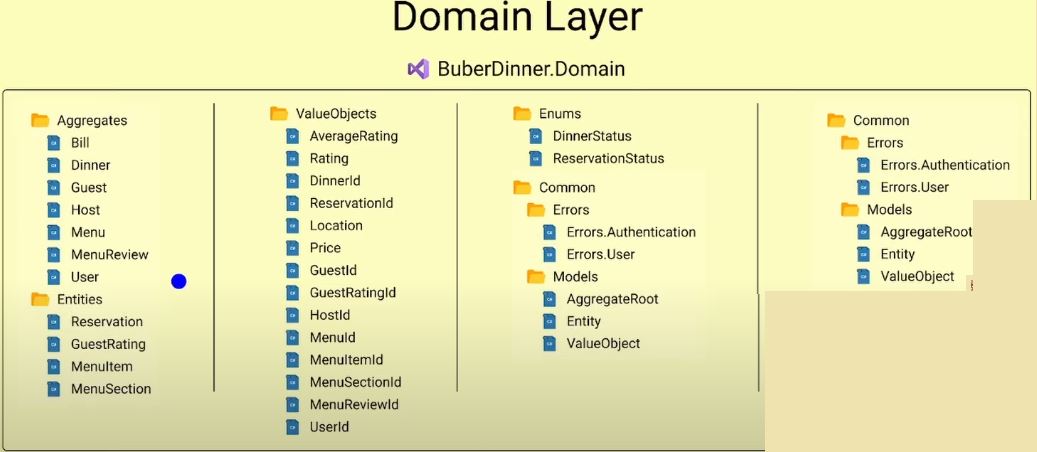 Domain Layer
BuberDinner.Domain
Aggregates
Bill
Dinner
Guest
Host
Menu
MenuReview
User
Entities
Reservation
GuestRating
MenuItem
MenuSection
ValueObjects
AverageRating
Rating
DinnerId
ReservationId
Location
Price
GuestId
GuestRatingId
HostId
MenuId
MenuItemId
MenuSectionId
MenuReviewId
UserId
Enums
DinnerStatus
ReservationStatus
Common
Errors
Errors.Authentication
Errors.User
Models
AggregateRoot
Entity
ValueObject
Common
Errors
Errors.Authentication
Errors.User
Models
AggregateRoot
Entity
ValueObject